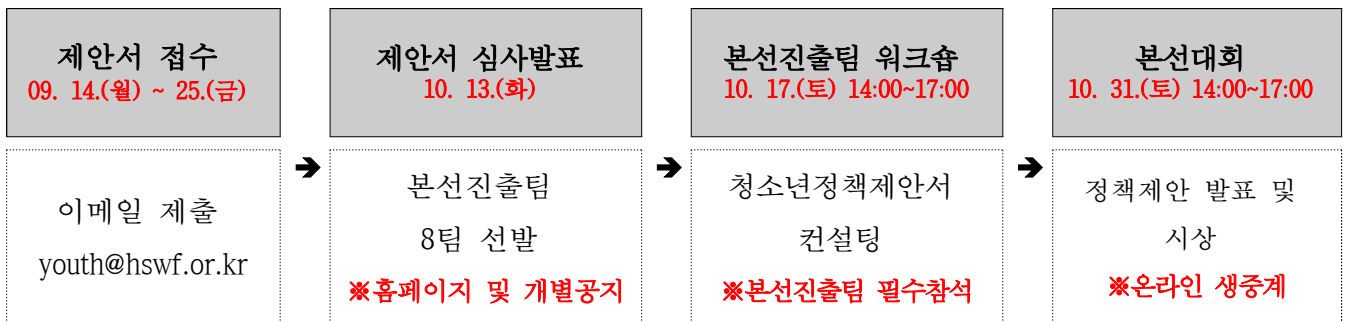 제안서 접수
09. 14.(월) ~ 25.(금)
이메일 제출
youth@hswf.or.kr
➔
제안서 심사발표
10. 13.(화)
본선진출팀
8팀 선발
※홈페이지 및 개별공지
➔
본선진출팀 워크숍
10. 17.(토) 14:00~17:00
청소년정책제안서
컨설팅
※본선진출팀 필수참석
➔
본선대회
10. 31.(토) 14:00~17:00
정책제안 발표 및
시상
※온라인 생중계